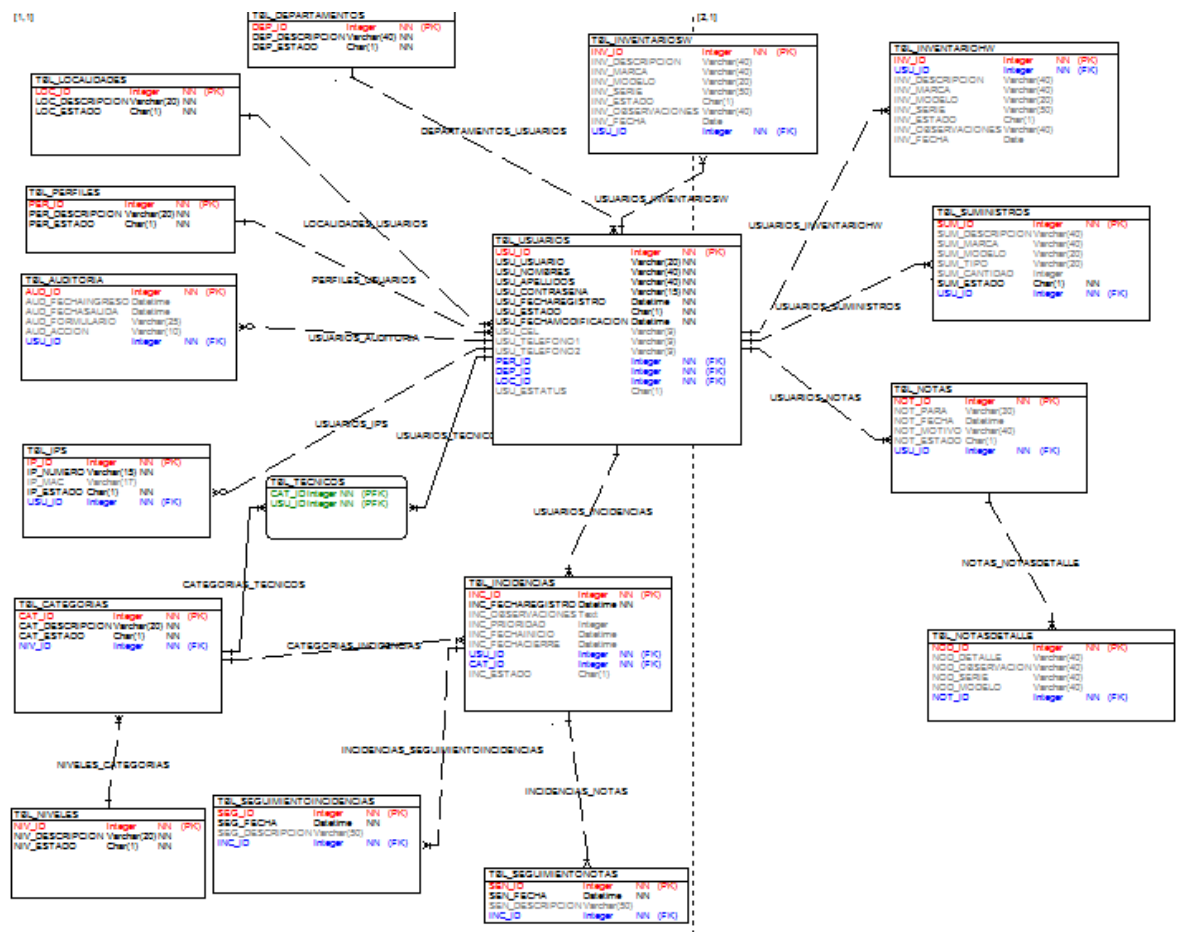 [1,1]
[2,1]
TBL_DEPARTAMENTOS
DEP_ID Integer NN (PK)
DEP_DESCRIPCION Varchar(40) NN
DEP_ESTADO Char(1) NN
TBL_INVENTARIOSW
INV_ID Integer NN (PK)
INV_DESCRIPCION Varchar(40)
INV_MARCA Varchar(40)
INV_MODELO Varchar(20)
INV_SERIE Varchar(50)
INV_ESTADO Char(1)
INV_OBSERVACIONES Varchar(40)
INV_FECHA Date
USU_ID Integer NN (FK)
TBL_INVENTARIOHW
INV_ID Integer NN (PK)
USU_ID Integer NN (FK)
INV_DESCRIPCION Varchar(40)
INV_MARCA Varchar(40)
INV_MODELO Varchar(20)
INV_SERIE Varchar(50)
INV_ESTADO Char(1)
INV_OBSERVACIONES Varchar(40)
INV_FECHA Date
TBL_LOCALIDADES
LOC_ID Integer NN (PK)
LOC_DESCRIPCION Varchar(20) NN
LOC_ESTADO Char(1) NN
DEPARTAMENTOS_USUARIOS
TBL_PERFILES
PER_ID Integer NN (PK)
PER_DESCRIPCION Varchar(20) NN
PER_ESTADO Char(1) NN
LOCALIDADES_USUARIOS
USUARIOS_INVENTARIOSW
USUARIOS_INVENTARIOHW
TBL_SUMINISTROS
SUM_ID Integer NN (PK)
SUM_DESCRIPCION Varchar(40)
SUM_MARCA Varchar(40)
SUM_MODELO Varchar(20)
SUM_TIPO Varchar(20)
SUM_CANTIDAD Integer
SUM_ESTADO Char(1) NN
USU_ID Integer NN (FK)
TBL_USUARIOS
USU_ID Integer NN (PK)
USU_USUARIO Varchar(20) NN
USU_NOMBRES Varchar(40) NN
USU_APELLIDOS Varchar(40) NN
USU_CONTRASENA Varchar(15) NN
USU_FECHAREGISTRO Datetime NN
USU_ESTADO Char(1) NN
USU_FECHAMODIFICACION Datetime NN
USU_CEL Varchar(9)
USU_TELEFONO1 Varchar(9)
USU_TELEFONO2 Varchar(9)
PER_ID Integer NN (FK)
DEP_ID Integer NN (FK)
LOC_ID Integer NN (FK)
USU_ESTATUS Char(1)
TBL_AUDITORIA
AUD_ID Integer NN (PK)
AUD_FECHAINGRESO Datetime
AUD_FECHASALIDA Datetime
AUD_FORMULARIO Varchar(25)
AUD_ACCION Varchar(10)
USU_ID Integer NN (FK)
PERFILES_USUARIOS
USUARIOS_AUDITORIA
USUARIOS_SUMINISTROS
USUARIOS_NOTAS
TBL_NOTAS
NOT_ID Integer NN (PK)
NOT_PARA Varchar(20)
NOT_FECHA Datetime
NOT_MOTIVO Varchar(40)
NOT_ESTADO Char(1)
USU_ID Integer NN (FK)
USUARIOS_IPS
USUARIOS_TECNICO
TBL_IPS
IP_ID Integer NN (PK)
IP_NUMERO Varchar(15) NN
IP_MAC Varchar(17)
IP_ESTADO Char(1) NN
USU_ID Integer NN (FK)
TBL_TECNICOS
CAT_ID Integer NN (PFK)
USU_ID Integer NN (PFK)
USUARIOS_INCIDENCIAS
NOTAS_NOTASDETALLE
CATEGORIAS_TECNICOS
TBL_CATEGORIAS
CAT_ID Integer NN (PK)
CAT_DESCRIPCION Varchar(20) NN
CAT_ESTADO Char(1) NN
NIV_ID Integer NN (FK)
CATEGORIAS_INCIDENCIAS
TBL_INCIDENCIAS
INC_ID Integer NN (PK)
INC_FECHAREGISTRO Datetime NN
INC_OBSERVACIONES Text
INC_PRIORIDAD Integer
INC_FECHAINICIO Datetime
INC_FECHACIERRE Datetime
USU_ID Integer NN (FK)
CAT_ID Integer NN (FK)
INC_ESTADO Char(1)
TBL_NOTASDETALLE
NOD_ID Integer NN (PK)
NOD_DETALLE Varchar(40)
NOD_OBSERVACION Varchar(40)
NOD_SERIE Varchar(40)
NOD_MODELO Varchar(40)
NOT_ID Integer NN (FK)
INCIDENCIAS_SEGUIMIENTOINCIDENCIAS
NIVELES_CATEGORIAS
INCIDENCIAS_NOTAS
TBL_NIVELES
NIV_ID Integer NN (PK)
NIV_DESCRIPCION Varchar(20) NN
NIV_ESTADO Char(1) NN
TBL_SEGUIMIENTOINCIDENCIAS
SEG_ID Integer NN (PK)
SEG_FECHA Datetime NN
SEG_DESCRIPCION Varchar(50)
INC_ID Integer NN (FK)
TBL_SEGUIMIENTONOTAS
SEN_ID Integer NN (PK)
SEN_FECHA Datetime NN
SEN_DESCRIPCION Varchar(50)
INC_ID Integer NN (FK)